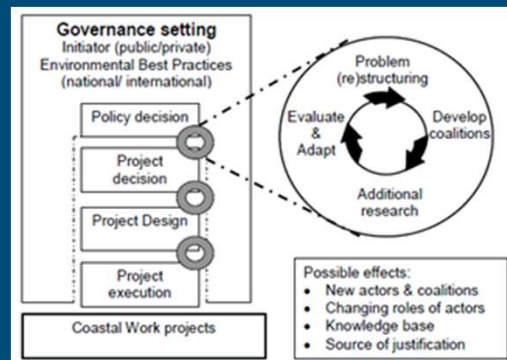 Governance setting
Initiator (public/private)
Environmental Best Practices
(national/ international)
Policy decision
Project
decision
Project Design
Project
execution
Coastal Work projects
Problem
(re)structuring
Develop
coalitions
Additional
research
Evaluate
&
Adapt
Possible effects:
• New actors & coalitions
• Changing roles of actors
• Knowledge base
• Source of justification